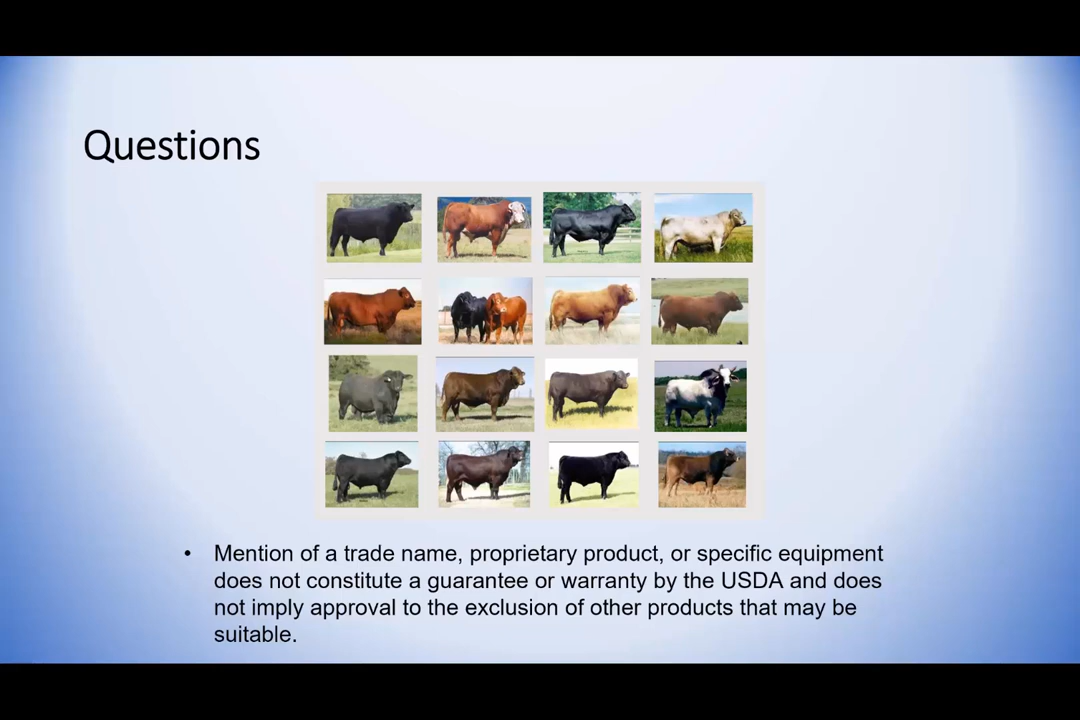 Questions
• Mention of a trade name, proprietary product, or specific equipment
does not constitute a guarantee or warranty by the USDA and does
not imply approval to the exclusion of other products that may be
suitable.